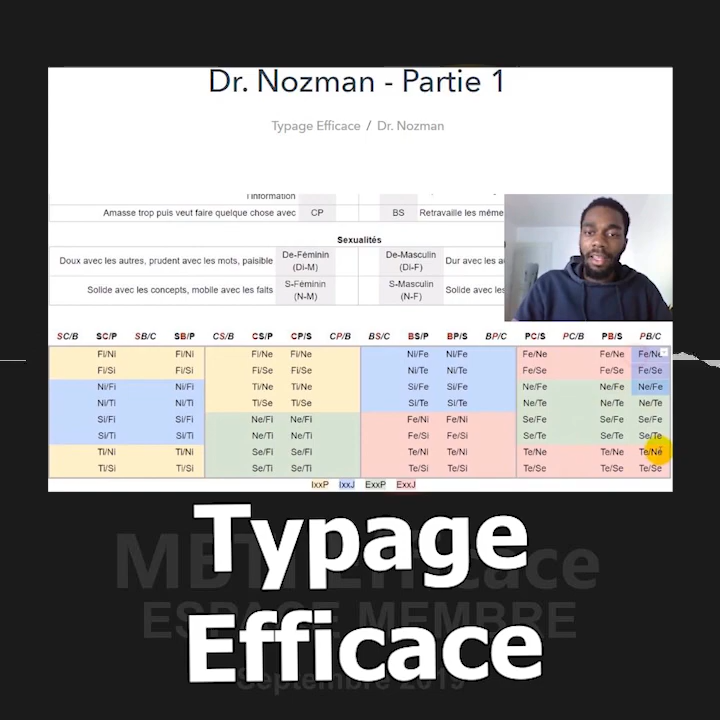 Dr. Nozman - Partie 1
Typage Efficace / Dr. Nozman
l'information
Amasse trop puis veut faire quelque chose avec CP BS Retravaille les même
Sexualités
Doux avec les autres, prudent avec les mots, paisible De-Féminin (Di-M) De-Masculin (Di-F) Dur avec les au
Solide avec les concepts, mobile avec les faits S-Féminin (N-M) S-Masculin (N-F) Solide avec les
SC/B SC/P SB/C SB/P CS/B CS/P CP/S CP/B BS/C BS/P BP/S BP/C PC/S PC/B PB/S PB/C
Fi/Ni Fi/Ni Fi/Ne Fi/Ne Ni/Fe Ni/Fe Fe/Ne Fe/Ne Fe/Ne
Fi/Si Fi/Si Fi/Se Fi/Se Ni/Te Ni/Te Fe/Se Fe/Se Fe/Se
Ni/Fi Ni/Fi Ti/Ne Ti/Ne Si/Fe Si/Fe Ne/Fe Ne/Fe Ne/Fe
Ni/Ti Ni/Ti Ti/Se Ti/Se Si/Te Si/Te Ne/Te Ne/Te Ne/Te
Si/Fi Si/Fi Ne/Fi Ne/Fi Fe/Ni Fe/Ni Se/Fe Se/Fe Se/Fe
Si/Ti Si/Ti Ne/Ti Ne/Ti Fe/Si Fe/Si Se/Te Se/Te Se/Te
Ti/Ni Ti/Ni Se/Fi Se/Fi Te/Ni Te/Ni Te/Ne Te/Ne Te/Ne
Ti/Si Ti/Si Se/Ti Se/Ti Te/Si Te/Si Te/Se Te/Se Te/Se
IxxP IxxJ ExxP ExxJ
Typage
Efficace
MBTI Efficace
ESPACE MEMBRE
Septembre 2019